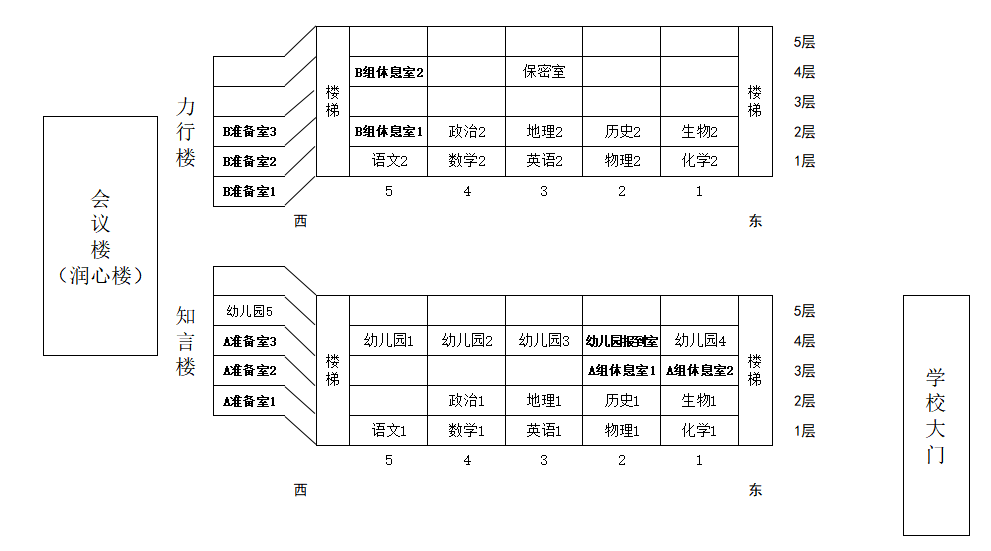 5层
B组休息室2 保密室 4层
3层
B准备室3 B组休息室1 政治2 地理2 历史2 生物2 2层
B准备室2 语文2 数学2 英语2 物理2 化学2 1层
B准备室1
5 4 3 2 1
力行楼
楼梯
楼梯
西 东
会议楼
（润心楼）
幼儿园5 5层
A准备室3 幼儿园1 幼儿园2 幼儿园3 幼儿园报到室 幼儿园4 4层
A准备室2 A组休息室1 A组休息室2 3层
A准备室1 政治1 地理1 历史1 生物1 2层
语文1 数学1 英语1 物理1 化学1 1层
5 4 3 2 1
知言楼
楼梯
楼梯
西 东
学校大门